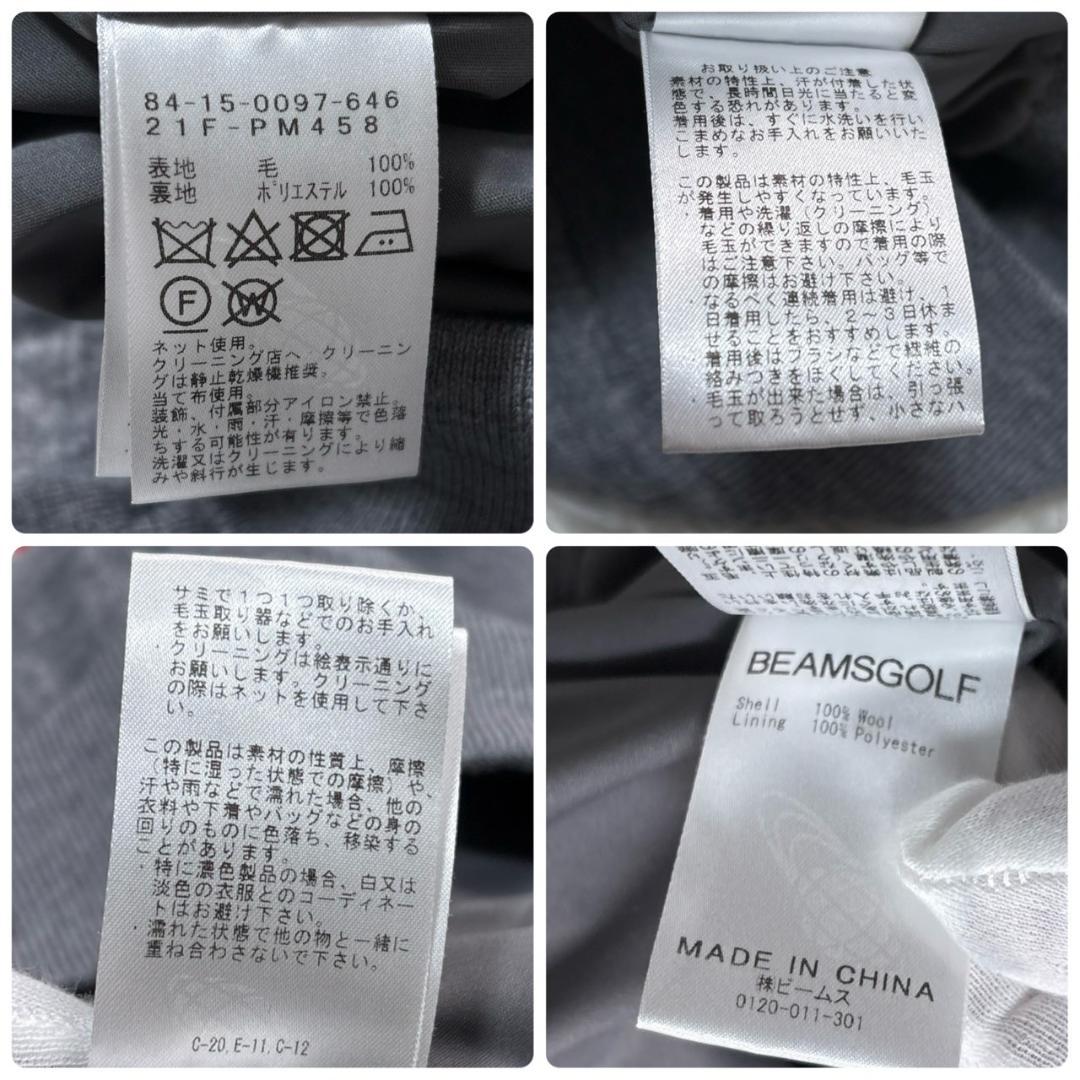 84-15-0097-646
21F-PM458
表地 毛 100%
裏地 ポリエステル 100%
F
W
ネット使用。
クリーニング店へ・クリーニン
グは静止乾燥機推奨。
当て布使用。
装飾、付属部分アイロン禁止。
光・水・雨・汗・摩擦等で色落
ちする可能性が有ります。
洗濯又はクリーニングにより縮
みや斜行が生じます。
お取り扱い上のご注意
素材の特性上、汗が付着した状
態で、長時間日光に当たると変
色する恐れがあります。
着用後は、すぐに水洗いを行い
こまめなお手入れをお願いいた
します。
この製品は素材の特性上、毛玉
が発生しやすくなっています。
・着用や洗濯（クリーニング）
などの繰り返しの摩擦により
毛玉ができますので着用の際
はご注意下さい。バッグ等で
の摩擦はお避け下さい。
・なるべく連続着用は避け、1
日着用したら、2～3日休ま
せることをおすすめします。
着用後はブラッシングで繊維の
絡みつきをほぐしてください。
・毛玉が出来た場合は、引っ張
って取ろうとせず、小さなハ
サミで1つ1つ取り除くか、
毛玉取り器などでのお手入れ
をお願いします。
・クリーニングは絵表示通りに
お願いします。クリーニング
の際はネットを使用して下さ
い。
この製品は素材の性質上、摩擦
（特に湿った状態での摩擦）や、
汗や雨などで濡れた場合、他の
衣料や下着やバッグなどの身の
回りのものに色落ち、移染する
ことがあります。
・特に濃色製品の場合、白又は
淡色の衣服とのコーディネー
トはお避け下さい。
・濡れた状態で他の物と一緒に
重ね合わさないで下さい。
C-20,E-11,C-12
BEAMSGOLF
Shell 100% Wool
Lining 100% Polyester
MADE IN CHINA
㈱ビームス
0120-011-301